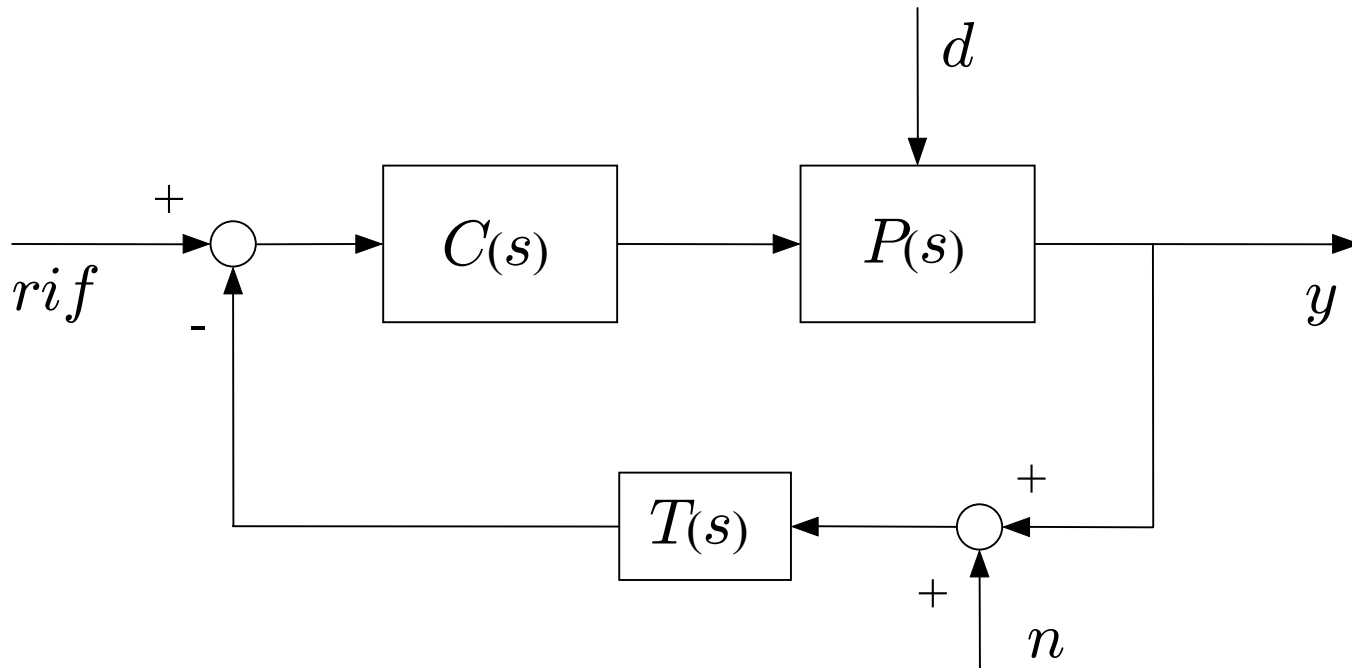 d
+
C(s)
P(s)
rif
-
y
+
T(s)
+
n